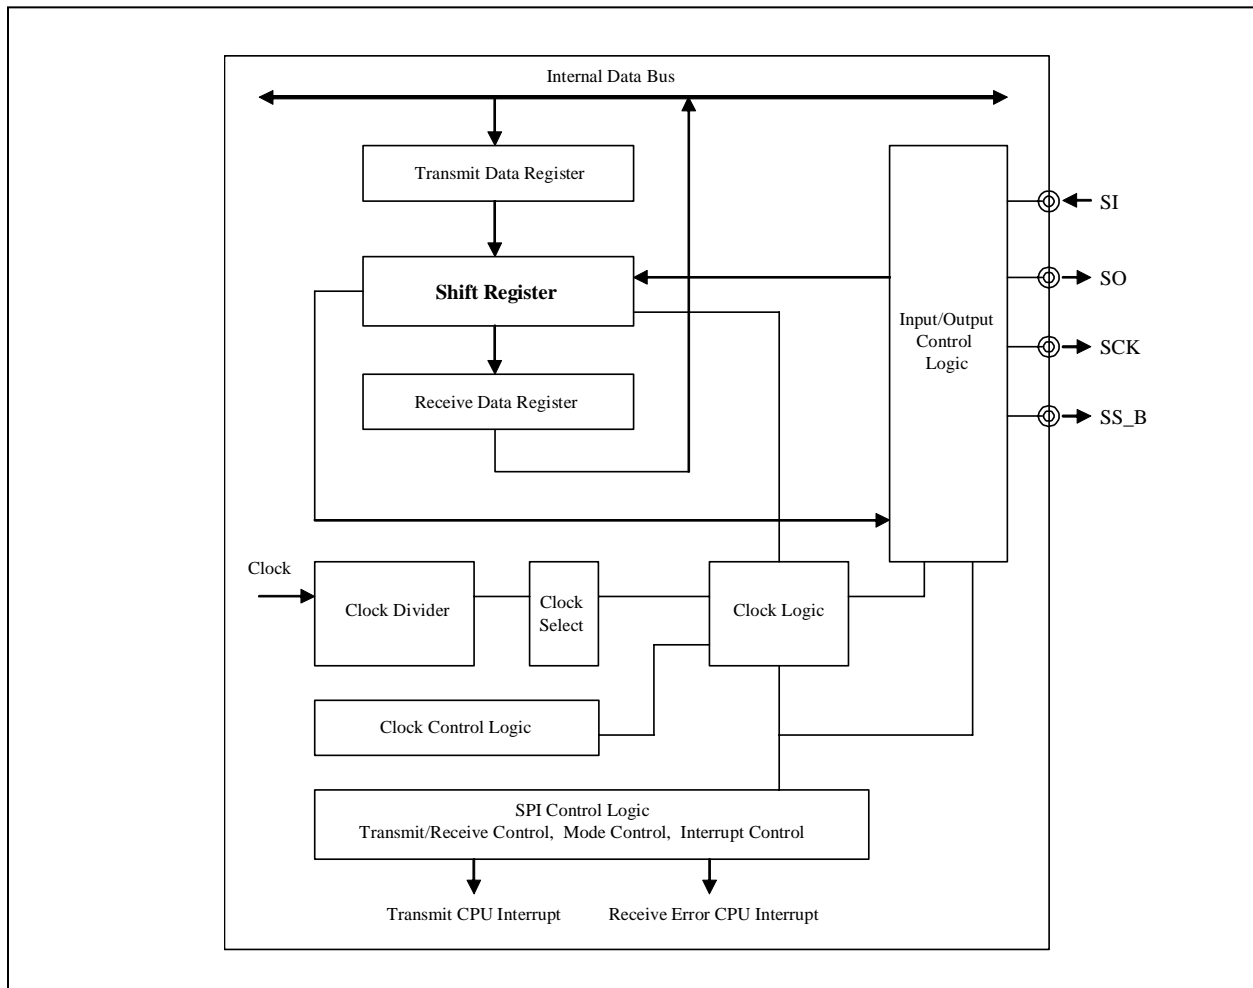 Internal Data Bus
Transmit Data Register
SI
Shift Register
SO
Input/Output
Control
Logic
SCK
Receive Data Register
SS_B
Clock
Clock Divider
Clock
Select
Clock Logic
Clock Control Logic
SPI Control Logic
Transmit/Receive Control, Mode Control, Interrupt Control
Transmit CPU Interrupt
Receive Error CPU Interrupt